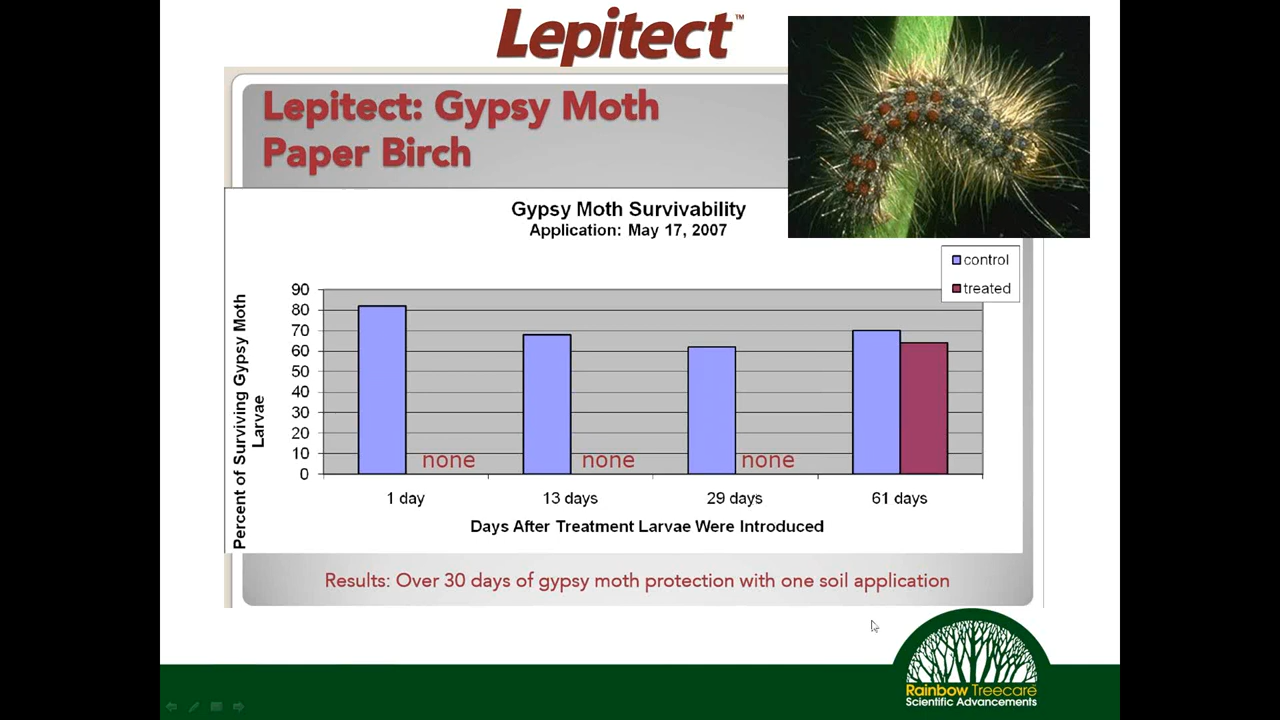 Lepitect™
Lepitect: Gypsy Moth
Paper Birch
Gypsy Moth Survivability
Application: May 17, 2007
control
treated
Percent of Surviving Gypsy Moth
Larvae
90
80
70
60
50
40
30
20
10
0
none
none
none
1 day
13 days
29 days
61 days
Days After Treatment Larvae Were Introduced
Results: Over 30 days of gypsy moth protection with one soil application
Rainbow Treecare
Scientific Advancements